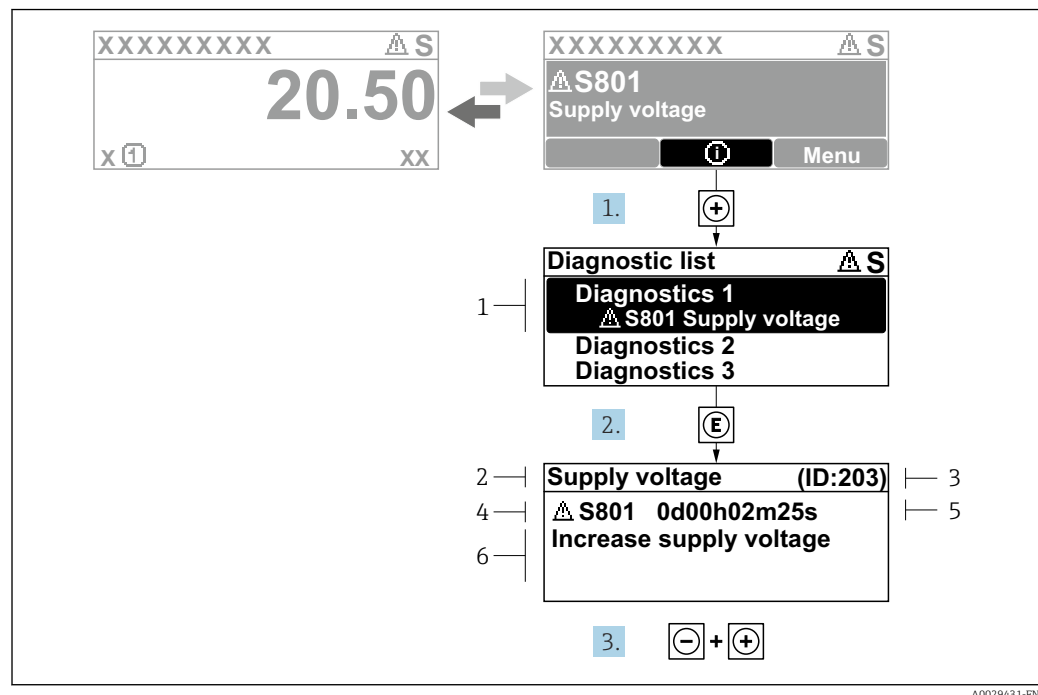 XXXXXXXXX ⚠ S
20.50
x ① xx
XXXXXXXXX ⚠ S
⚠ S801
Supply voltage
ⓘ Menu
1. +
Diagnostic list ⚠ S
1
Diagnostics 1
⚠ S801 Supply voltage
Diagnostics 2
Diagnostics 3
2. E
2 Supply voltage (ID:203) 3
4 ⚠ S801 0d00h02m25s 5
6 Increase supply voltage
3. - + +
A0029431-EN